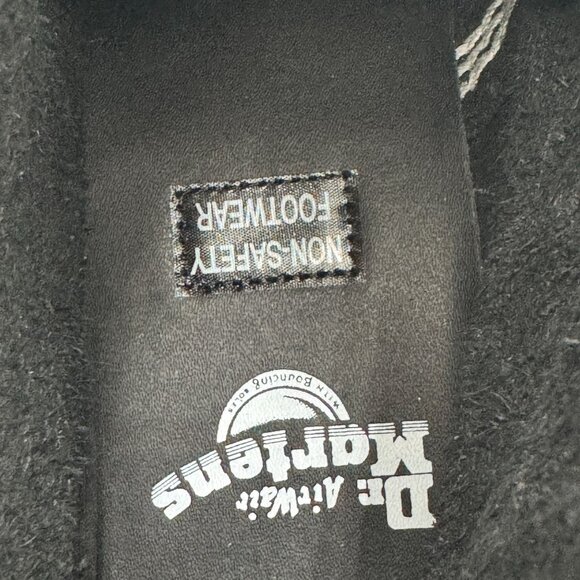 Dr.
Martens
AirWair
WITH Bouncing SOLES
NON-SAFETY
FOOTWEAR